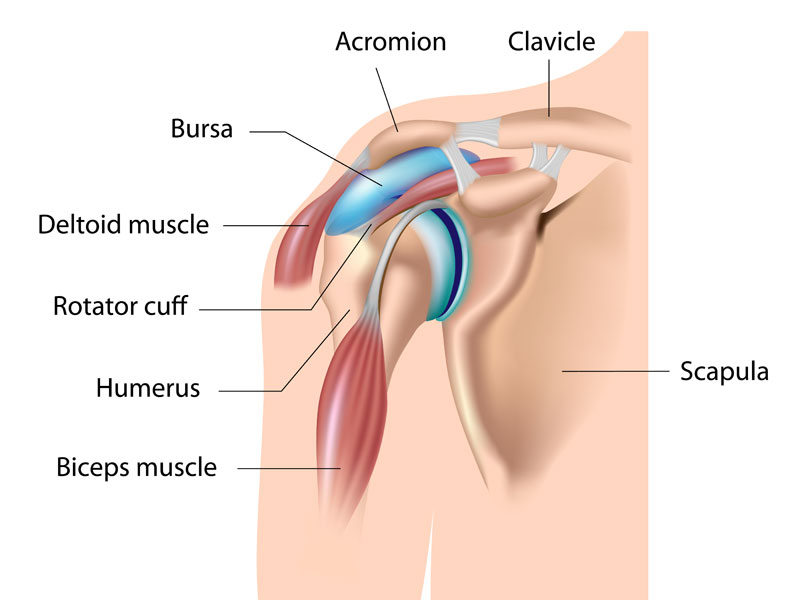 Acromion
Clavicle
Bursa
Deltoid muscle
Rotator cuff
Humerus
Scapula
Biceps muscle